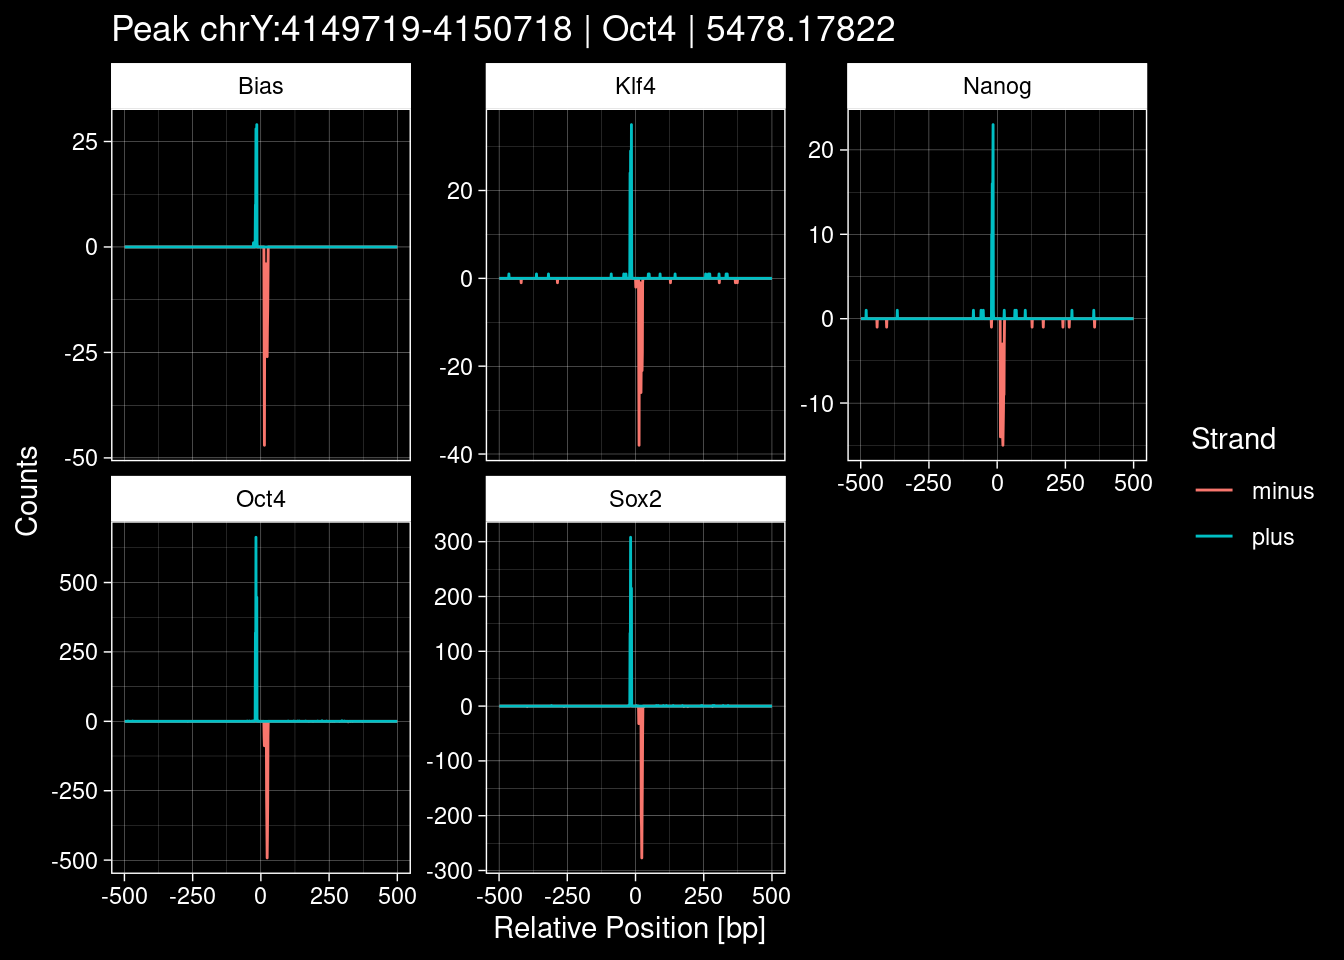 Peak chrY:4149719-4150718 | Oct4 | 5478.17822
Bias
Klf4
Nanog
25
0
-25
-50
20
0
-20
-40
20
10
0
-10
-500 -250 0 250 500
Oct4
Sox2
500
250
0
-250
-500
300
200
100
0
-100
-200
-300
-500 -250 0 250 500
-500 -250 0 250 500
Counts
Relative Position [bp]
Strand
minus
plus